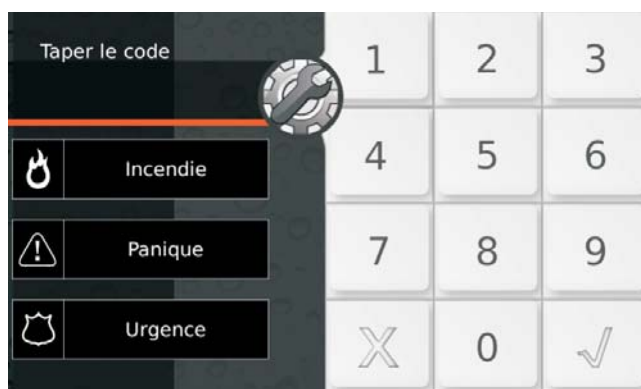 Taper le code
Incendie
Panique
Urgence
1 2 3
4 5 6
7 8 9
X 0 √